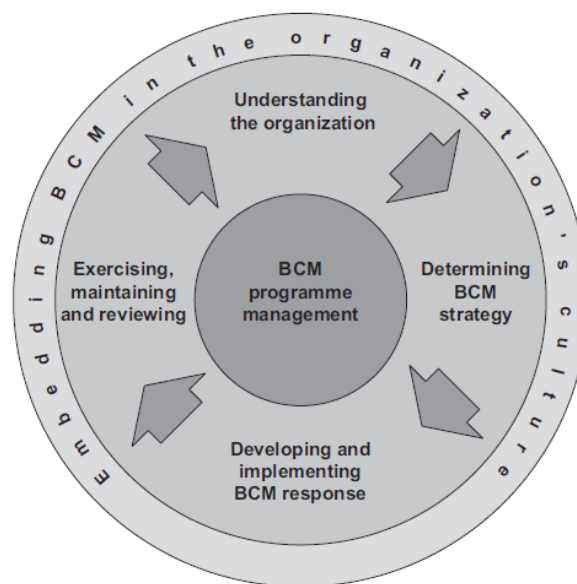 Embedding BCM in the organization's culture
Understanding
the organization
Exercising,
maintaining
and reviewing
BCM
programme
management
Determining
BCM
strategy
Developing and
implementing
BCM response